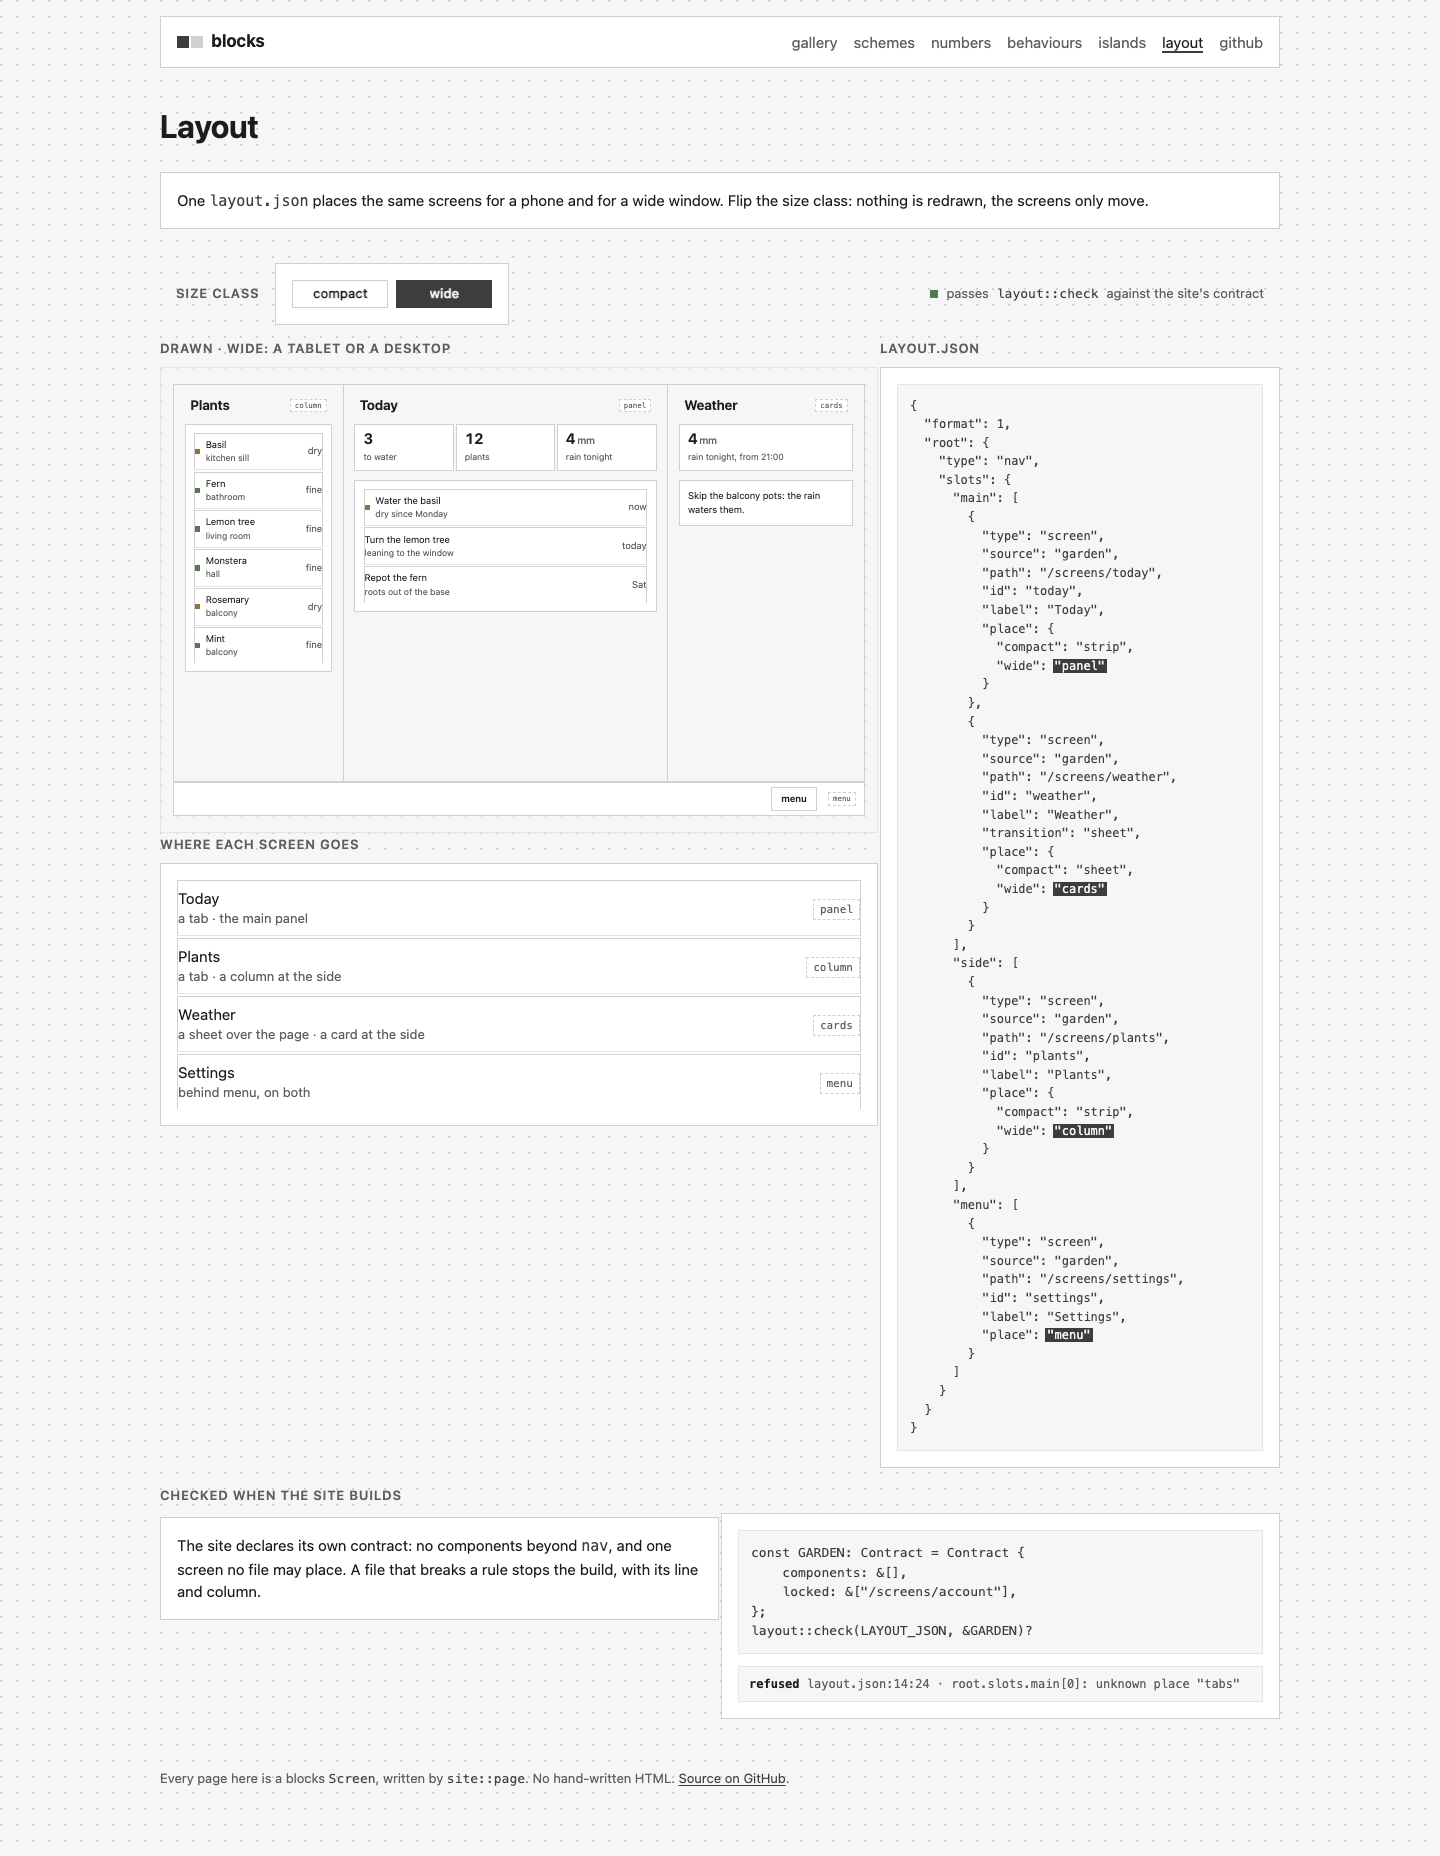 blocks
gallery schemes numbers behaviours islands layout github
Layout
One layout.json places the same screens for a phone and for a wide window. Flip the size class: nothing is redrawn, the screens only move.
SIZE CLASS
compact
wide
passes layout::check against the site's contract
DRAWN · WIDE: A TABLET OR A DESKTOP
Plants
column
Basil
kitchen sill
dry
Fern
bathroom
fine
Lemon tree
living room
fine
Monstera
hall
fine
Rosemary
balcony
dry
Mint
balcony
fine
Today
panel
3
to water
12
plants
4 mm
rain tonight
Water the basil
dry since Monday
now
Turn the lemon tree
leaning to the window
today
Repot the fern
roots out of the base
Sat
Weather
cards
4 mm
rain tonight, from 21:00
Skip the balcony pots: the rain
waters them.
menu
menu
WHERE EACH SCREEN GOES
Today
a tab · the main panel
panel
Plants
a tab · a column at the side
column
Weather
a sheet over the page · a card at the side
cards
Settings
behind menu, on both
menu
LAYOUT.JSON
{
  "format": 1,
  "root": {
    "type": "nav",
    "slots": {
      "main": [
        {
          "type": "screen",
          "source": "garden",
          "path": "/screens/today",
          "id": "today",
          "label": "Today",
          "place": {
            "compact": "strip",
            "wide": "panel"
          }
        },
        {
          "type": "screen",
          "source": "garden",
          "path": "/screens/weather",
          "id": "weather",
          "label": "Weather",
          "transition": "sheet",
          "place": {
            "compact": "sheet",
            "wide": "cards"
          }
        }
      ],
      "side": [
        {
          "type": "screen",
          "source": "garden",
          "path": "/screens/plants",
          "id": "plants",
          "label": "Plants",
          "place": {
            "compact": "strip",
            "wide": "column"
          }
        }
      ],
      "menu": [
        {
          "type": "screen",
          "source": "garden",
          "path": "/screens/settings",
          "id": "settings",
          "label": "Settings",
          "place": "menu"
        }
      ]
    }
  }
}
CHECKED WHEN THE SITE BUILDS
The site declares its own contract: no components beyond nav, and one
screen no file may place. A file that breaks a rule stops the build, with its line
and column.
const GARDEN: Contract = Contract {
    components: &[],
    locked: &["/screens/account"],
};
layout::check(LAYOUT_JSON, &GARDEN)?
refused layout.json:14:24 · root.slots.main[0]: unknown place "tabs"
Every page here is a blocks Screen, written by site::page. No hand-written HTML. Source on GitHub.